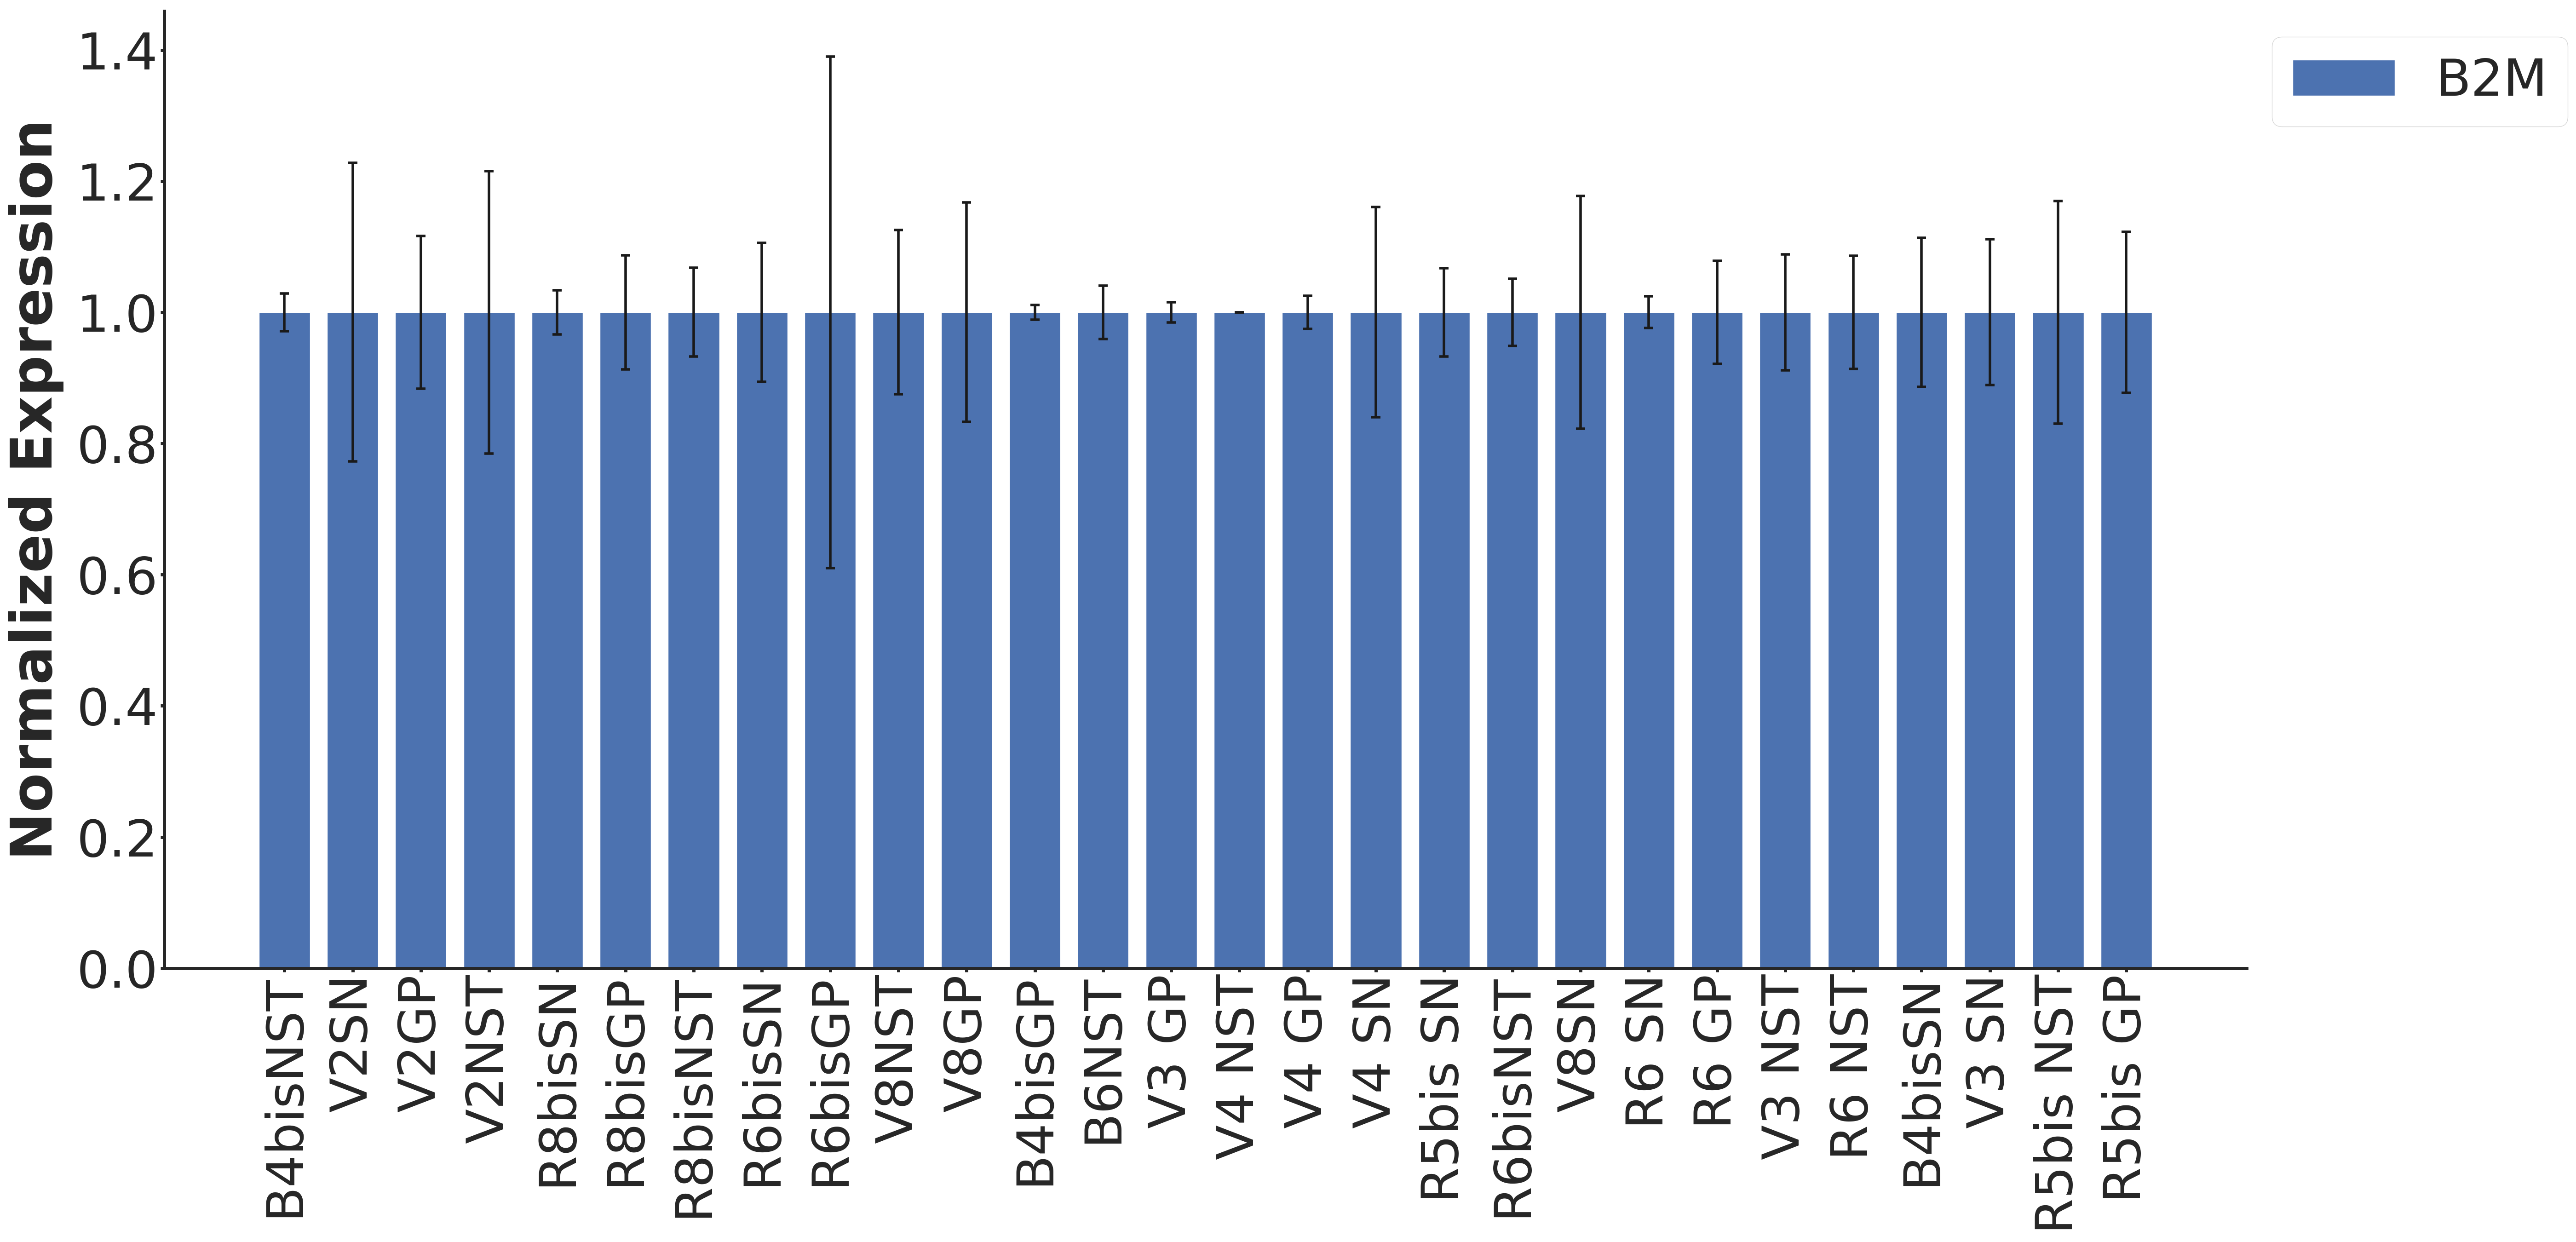 Normalized Expression
1.4
1.2
1.0
0.8
0.6
0.4
0.2
0.0
B4bisNST
V2SN
V2GP
V2NST
R8bisSN
R8bisGP
R8bisNST
R6bisSN
R6bisGP
V8NST
V8GP
B4bisGP
B6NST
V3 GP
V4 NST
V4 GP
V4 SN
R5bis SN
R6bisNST
V8SN
R6 SN
R6 GP
V3 NST
R6 NST
B4bisSN
V3 SN
R5bis NST
R5bis GP
B2M